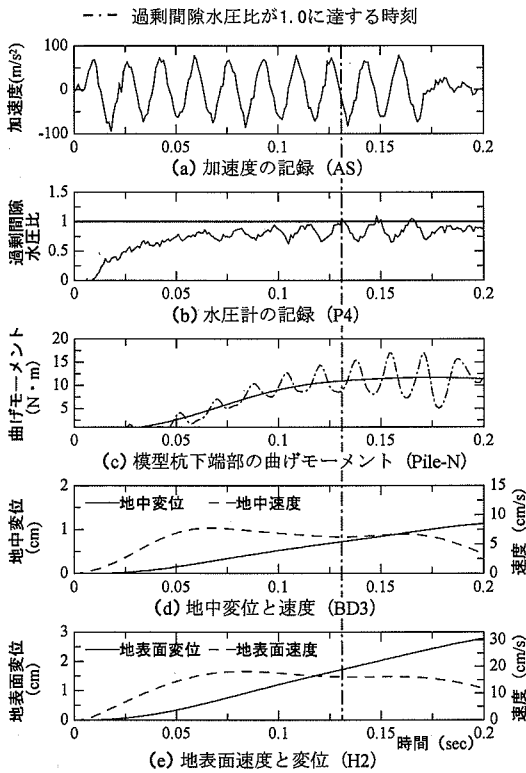 過剰間隙水圧比が1.0に達する時刻
加速度(m/s²)
100
0
-100
0 0.05 0.1 0.15 0.2
(a) 加速度の記録 (AS)
過剰間隙
水圧比
1.5
1
0.5
0
0 0.05 0.1 0.15 0.2
(b) 水圧計の記録 (P4)
曲げモーメント
(N・m)
20
15
10
5
0 0.05 0.1 0.15 0.2
(c) 模型杭下端部の曲げモーメント (Pile-N)
地中変位
(cm)
2
1
0
地中変位 地中速度
15
10
5
0
速度 (cm/s)
0 0.05 0.1 0.15 0.2
(d) 地中変位と速度 (BD3)
地表面変位
(cm)
3
2
1
0
地表面変位 地表面速度
30
20
10
0
速度 (cm/s)
0 0.05 0.1 0.15 0.2
時間 (sec)
(e) 地表面速度と変位 (H2)